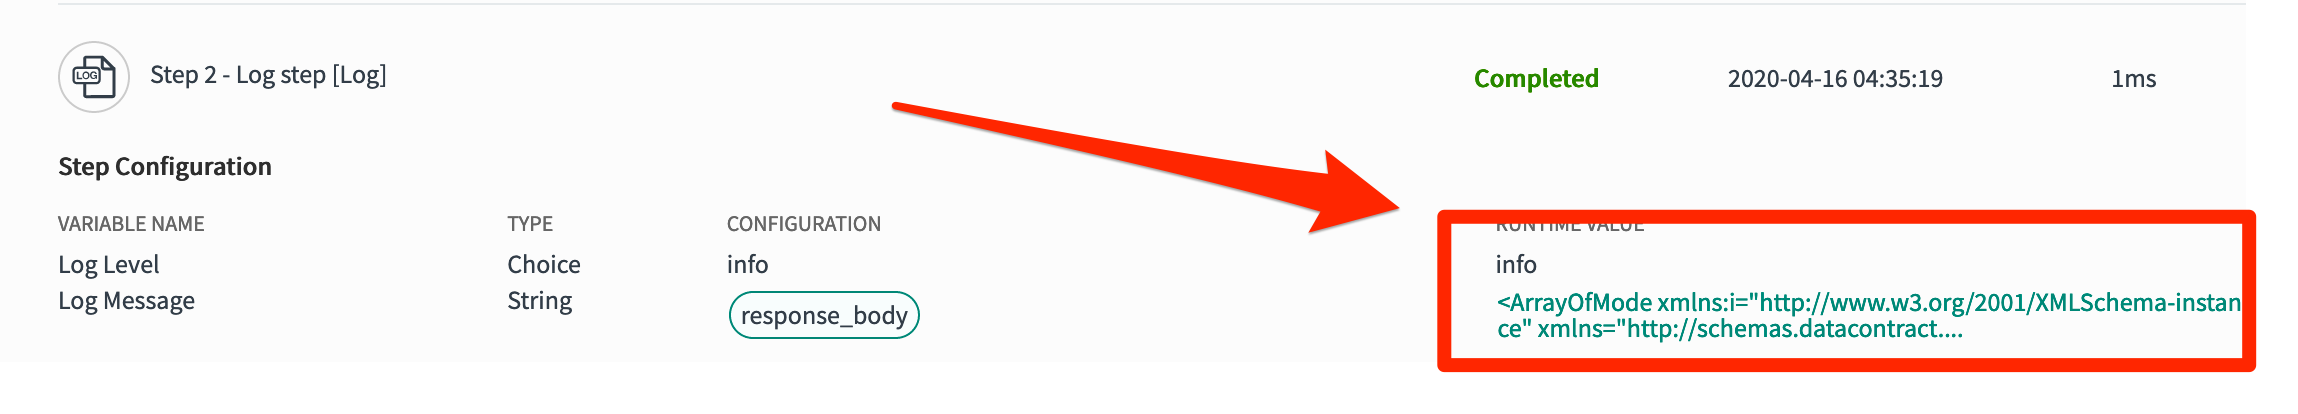 LOG
Step 2 - Log step [Log]
Completed
2020-04-16 04:35:19
1ms
Step Configuration
VARIABLE NAME TYPE CONFIGURATION RUNTIME VALUE
Log Level Choice info info
Log Message String response_body <ArrayOfMode xmlns:i="http://www.w3.org/2001/XMLSchema-instan
ce" xmlns="http://schemas.datacontract....